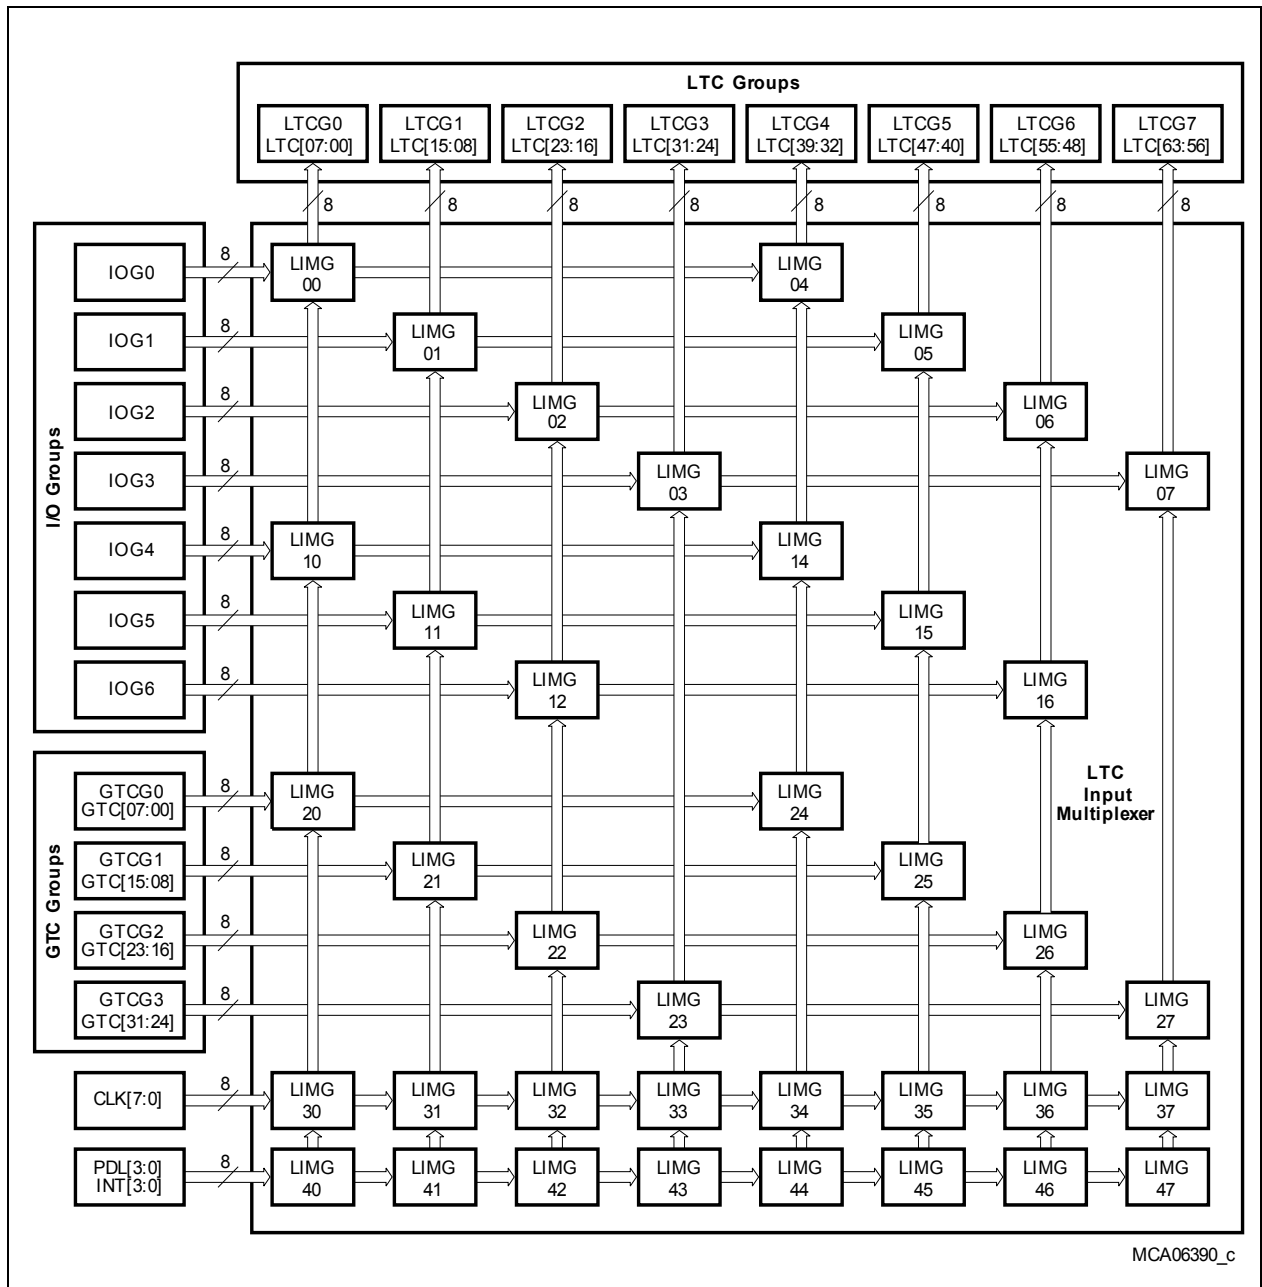 LTC Groups
LTCG0 LTCG1 LTCG2 LTCG3 LTCG4 LTCG5 LTCG6 LTCG7
LTC[07:00] LTC[15:08] LTC[23:16] LTC[31:24] LTC[39:32] LTC[47:40] LTC[55:48] LTC[63:56]
8 8 8 8 8 8 8 8
I/O Groups
IOG0 8 LIMG 00 LIMG 04
IOG1 8 LIMG 01 LIMG 05
IOG2 8 LIMG 02 LIMG 06
IOG3 8 LIMG 03 LIMG 07
IOG4 8 LIMG 10 LIMG 14
IOG5 8 LIMG 11 LIMG 15
IOG6 8 LIMG 12 LIMG 16
GTC Groups
GTCG0 8 LIMG LIMG
GTC[07:00] 20 24
LTC
Input
Multiplexer
GTCG1 8 LIMG LIMG
GTC[15:08] 21 25
GTCG2 8 LIMG LIMG
GTC[23:16] 22 26
GTCG3 8 LIMG LIMG
GTC[31:24] 23 27
CLK[7:0] 8 LIMG 30 LIMG 31 LIMG 32 LIMG 33 LIMG 34 LIMG 35 LIMG 36 LIMG 37
PDL[3:0] 8 LIMG LIMG LIMG LIMG LIMG LIMG LIMG LIMG
INT[3:0] 40 41 42 43 44 45 46 47
MCA06390_c